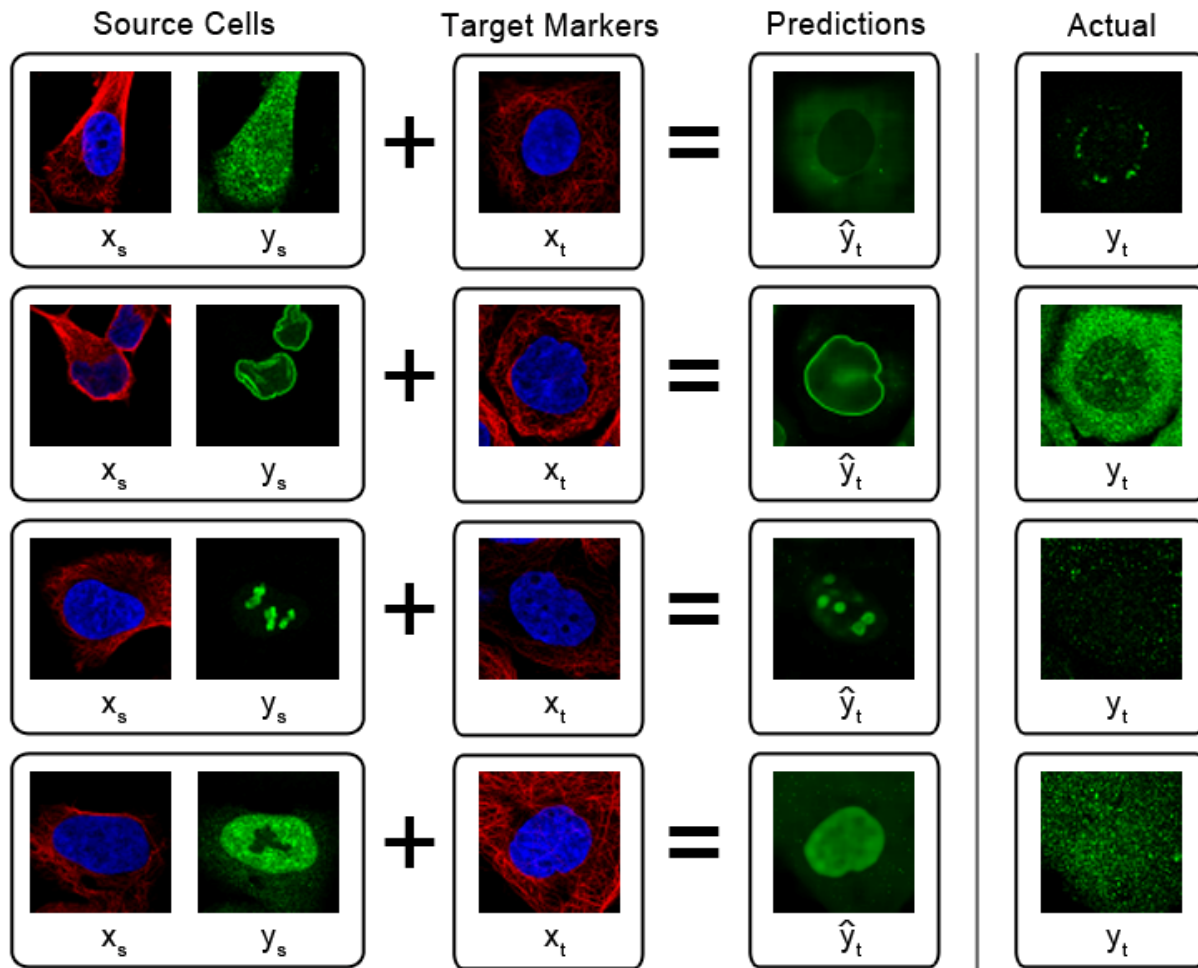 Source Cells Target Markers Predictions Actual
+ =
xs ys xt ŷt yt
+ =
xs ys xt ŷt yt
+ =
xs ys xt ŷt yt
+ =
xs ys xt ŷt yt